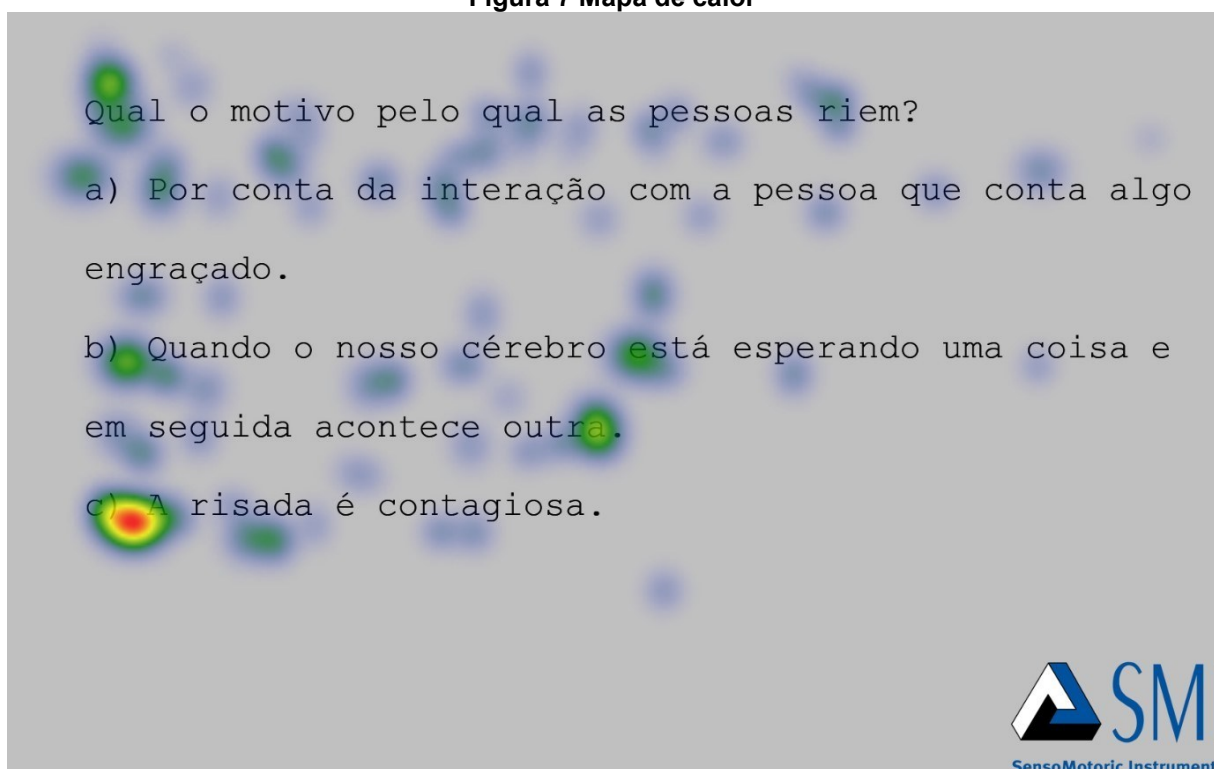 Figura 7 Mapa de calor
Qual o motivo pelo qual as pessoas riem?
a) Por conta da interação com a pessoa que conta algo
engraçado.
b) Quando o nosso cérebro está esperando uma coisa e
em seguida acontece outra.
c) A risada é contagiosa.
SM
SensoMotoric Instrument